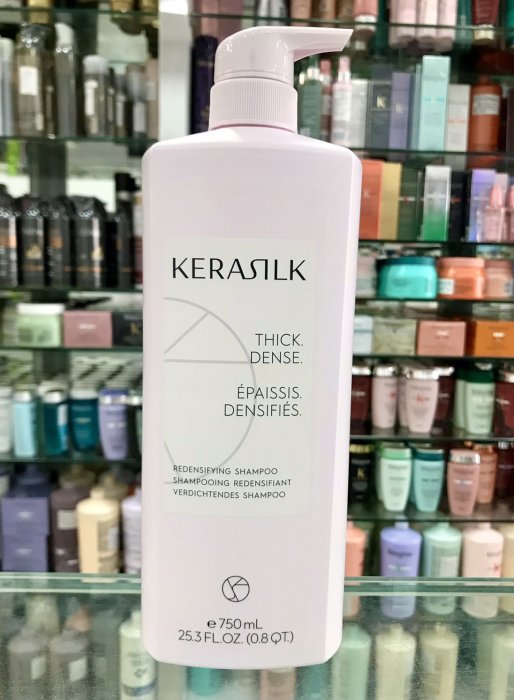 KERASILK
THICK.
DENSE.
ÉPAISSIS.
DENSIFIÉS.
REDENSIFYING SHAMPOO
SHAMPOOING REDENSIFIANT
VERDICHTENDES SHAMPOO
e 750 mL
25.3 FL.OZ. (0.8 QT.)